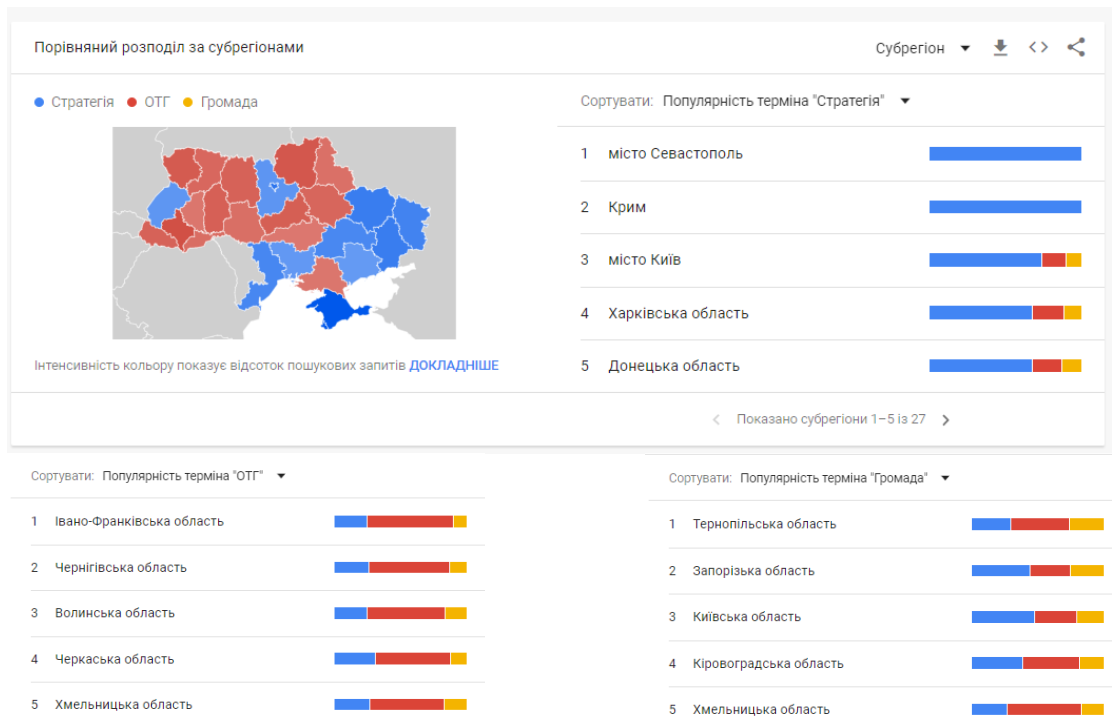 Порівняний розподіл за субрегіонами
Субрегіон
Стратегія ОТГ Громада
Сортувати: Популярність терміна "Стратегія"
1 місто Севастополь
2 Крим
3 місто Київ
4 Харківська область
5 Донецька область
Інтенсивність кольору показує відсоток пошукових запитів ДОКЛАДНІШЕ
Показано субрегіони 1–5 із 27
Сортувати: Популярність терміна "ОТГ"
1 Івано-Франківська область
2 Чернігівська область
3 Волинська область
4 Черкаська область
5 Хмельницька область
Сортувати: Популярність терміна "Громада"
1 Тернопільська область
2 Запорізька область
3 Київська область
4 Кіровоградська область
5 Хмельницька область